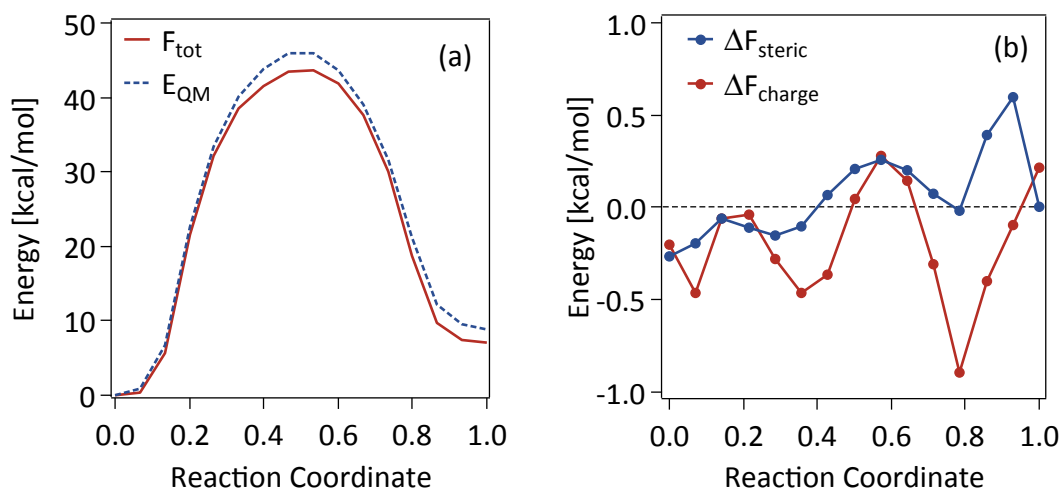 (a)
F_tot
E_QM
Energy [kcal/mol]
50
40
30
20
10
0
0.0 0.2 0.4 0.6 0.8 1.0
Reaction Coordinate
(b)
ΔF_steric
ΔF_charge
Energy [kcal/mol]
1.0
0.5
0.0
-0.5
-1.0
0.0 0.2 0.4 0.6 0.8 1.0
Reaction Coordinate